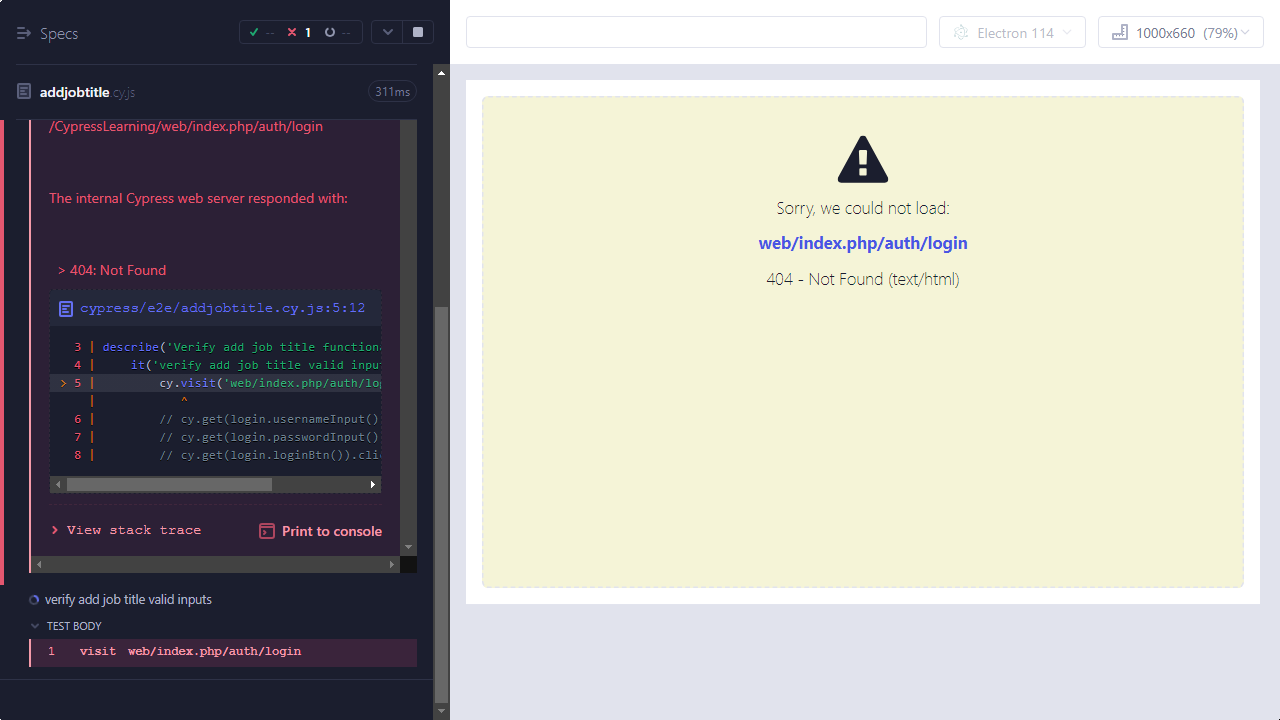 Specs
-- 1 --
addjobtitle.cy.js 311ms
/CypressLearning/web/index.php/auth/login
The internal Cypress web server responded with:
> 404: Not Found
cypress/e2e/addjobtitle.cy.js:5:12
3 | describe('Verify add job title functiona
4 | it('verify add job title valid input
> 5 | cy.visit('web/index.php/auth/log
| ^
6 | // cy.get(login.usernameInput()
7 | // cy.get(login.passwordInput()
8 | // cy.get(login.loginBtn()).clic
> View stack trace
Print to console
verify add job title valid inputs
TEST BODY
1 visit web/index.php/auth/login
Electron 114
1000x660 (79%)
Sorry, we could not load:
web/index.php/auth/login
404 - Not Found (text/html)